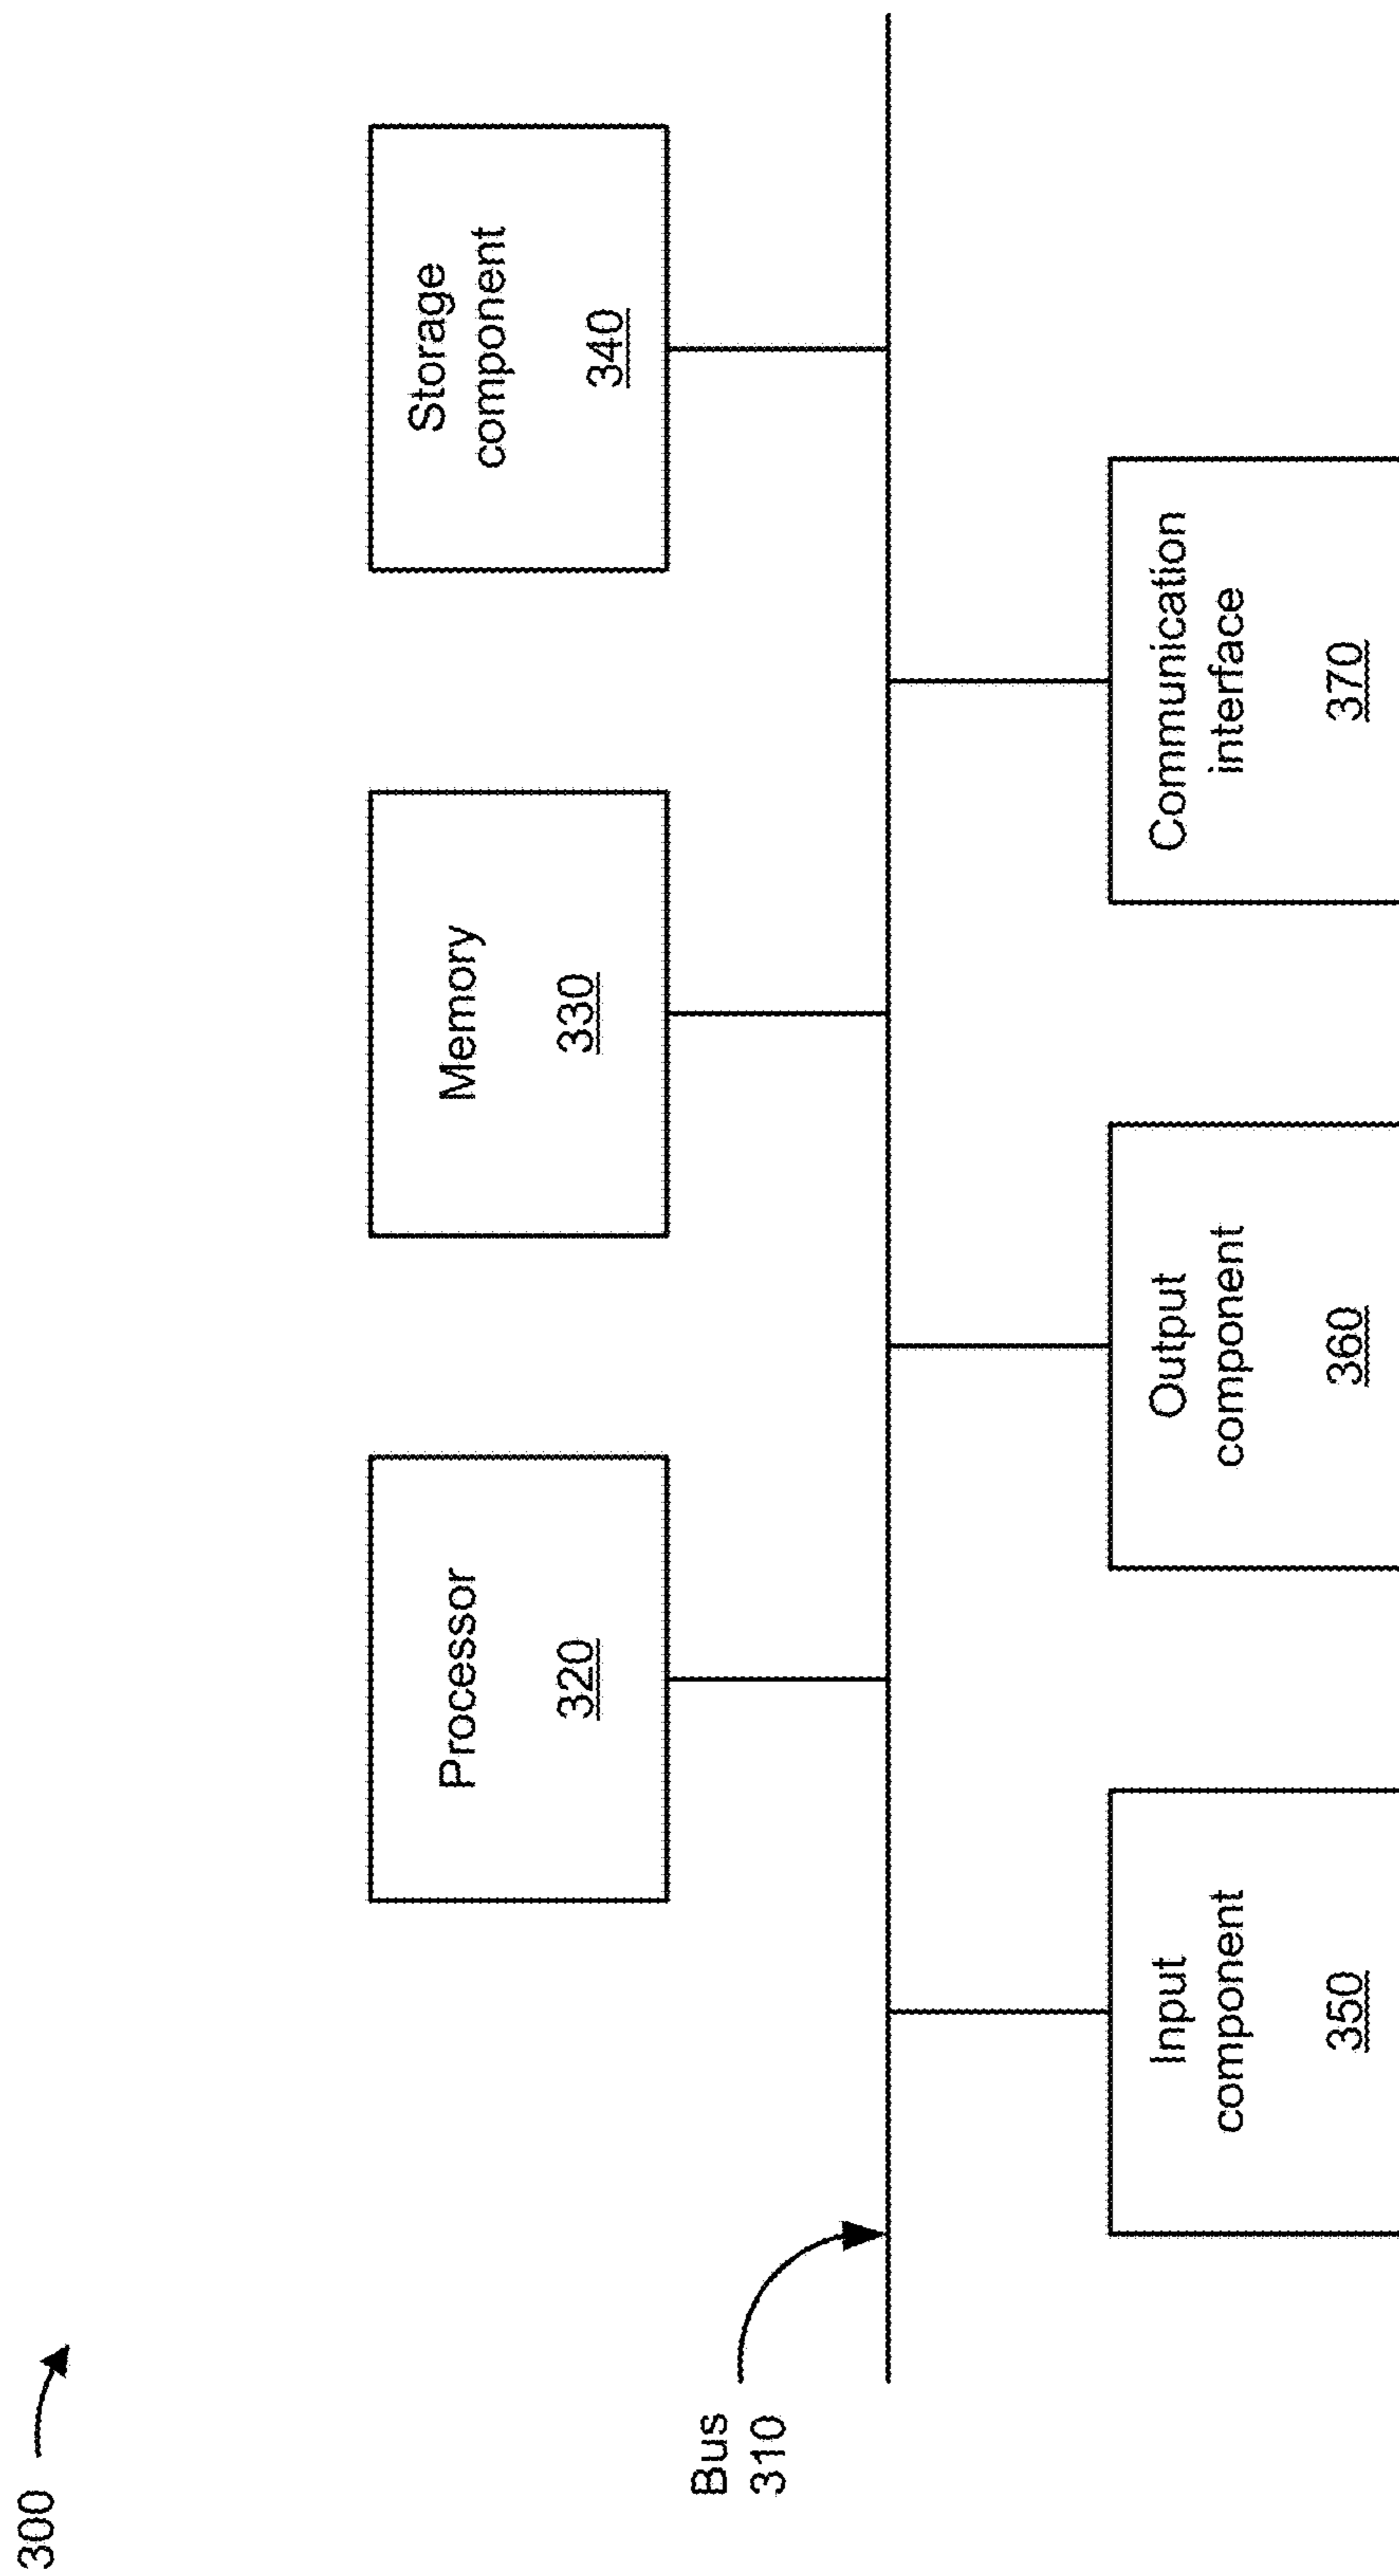 300
Processor
320
Memory
330
Storage
component
340
Bus
310
Input
component
350
Output
component
360
Communication
interface
370